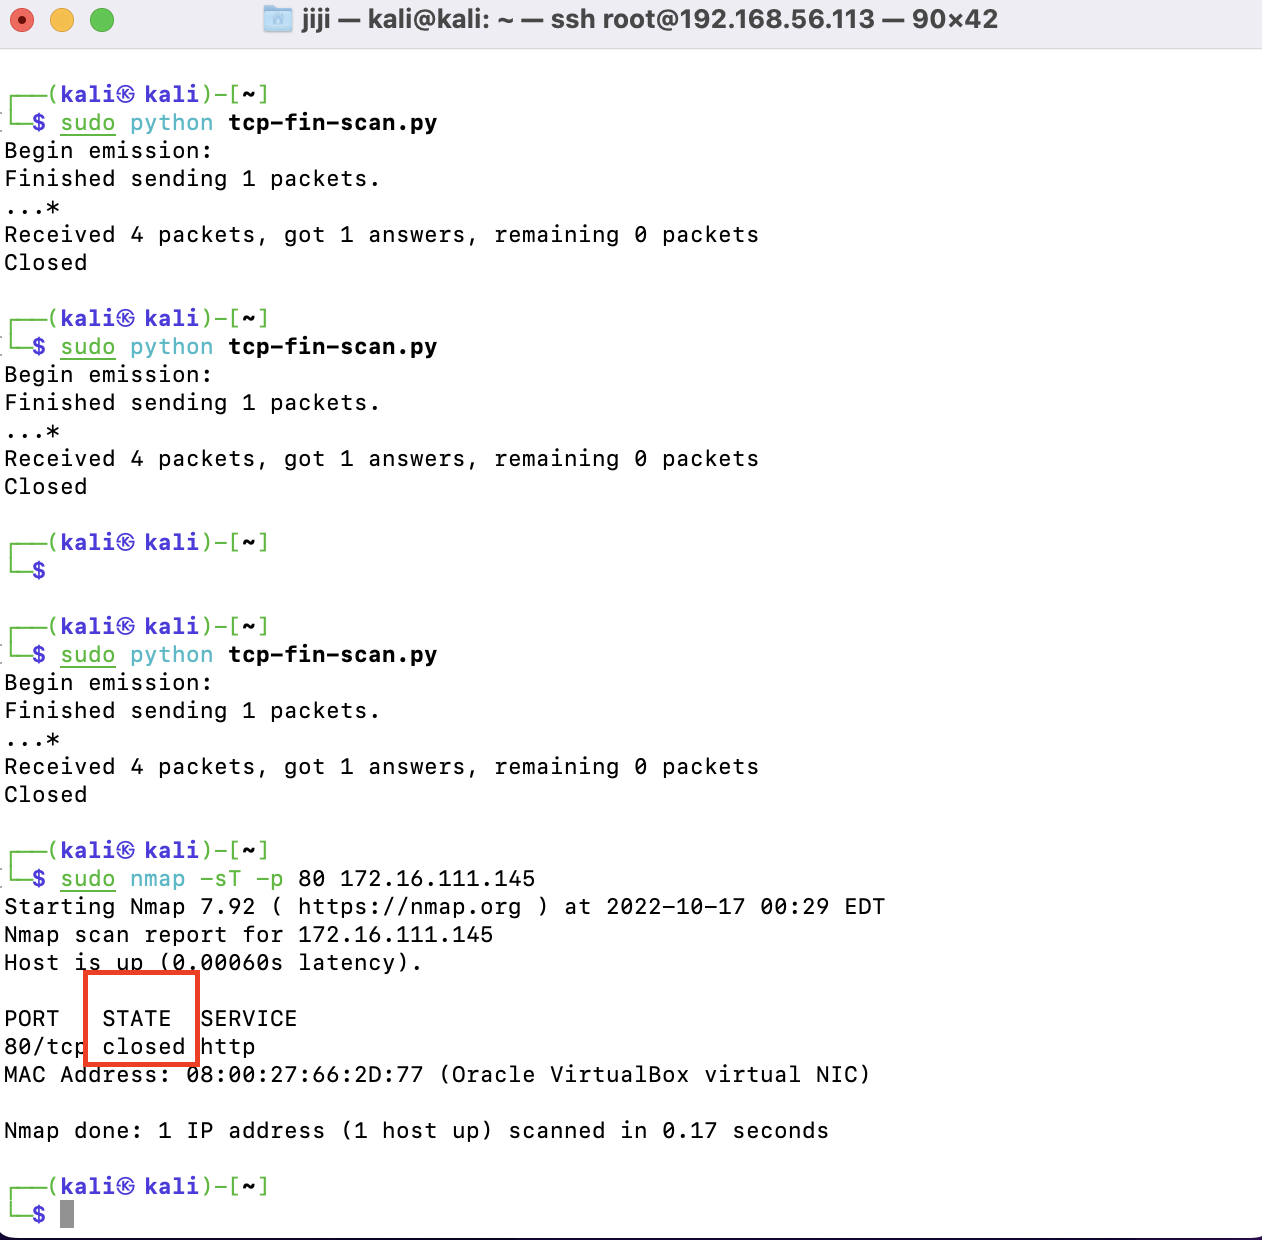 jiji — kali@kali: ~ — ssh root@192.168.56.113 — 90×42
┌──(kali㉿kali)-[~]
└─$ sudo python tcp-fin-scan.py
Begin emission:
Finished sending 1 packets.
...*
Received 4 packets, got 1 answers, remaining 0 packets
Closed
┌──(kali㉿kali)-[~]
└─$ sudo python tcp-fin-scan.py
Begin emission:
Finished sending 1 packets.
...*
Received 4 packets, got 1 answers, remaining 0 packets
Closed
┌──(kali㉿kali)-[~]
└─$
┌──(kali㉿kali)-[~]
└─$ sudo python tcp-fin-scan.py
Begin emission:
Finished sending 1 packets.
...*
Received 4 packets, got 1 answers, remaining 0 packets
Closed
┌──(kali㉿kali)-[~]
└─$ sudo nmap -sT -p 80 172.16.111.145
Starting Nmap 7.92 ( https://nmap.org ) at 2022-10-17 00:29 EDT
Nmap scan report for 172.16.111.145
Host is up (0.00060s latency).
PORT   STATE  SERVICE
80/tcp closed http
MAC Address: 08:00:27:66:2D:77 (Oracle VirtualBox virtual NIC)
Nmap done: 1 IP address (1 host up) scanned in 0.17 seconds
┌──(kali㉿kali)-[~]
└─$